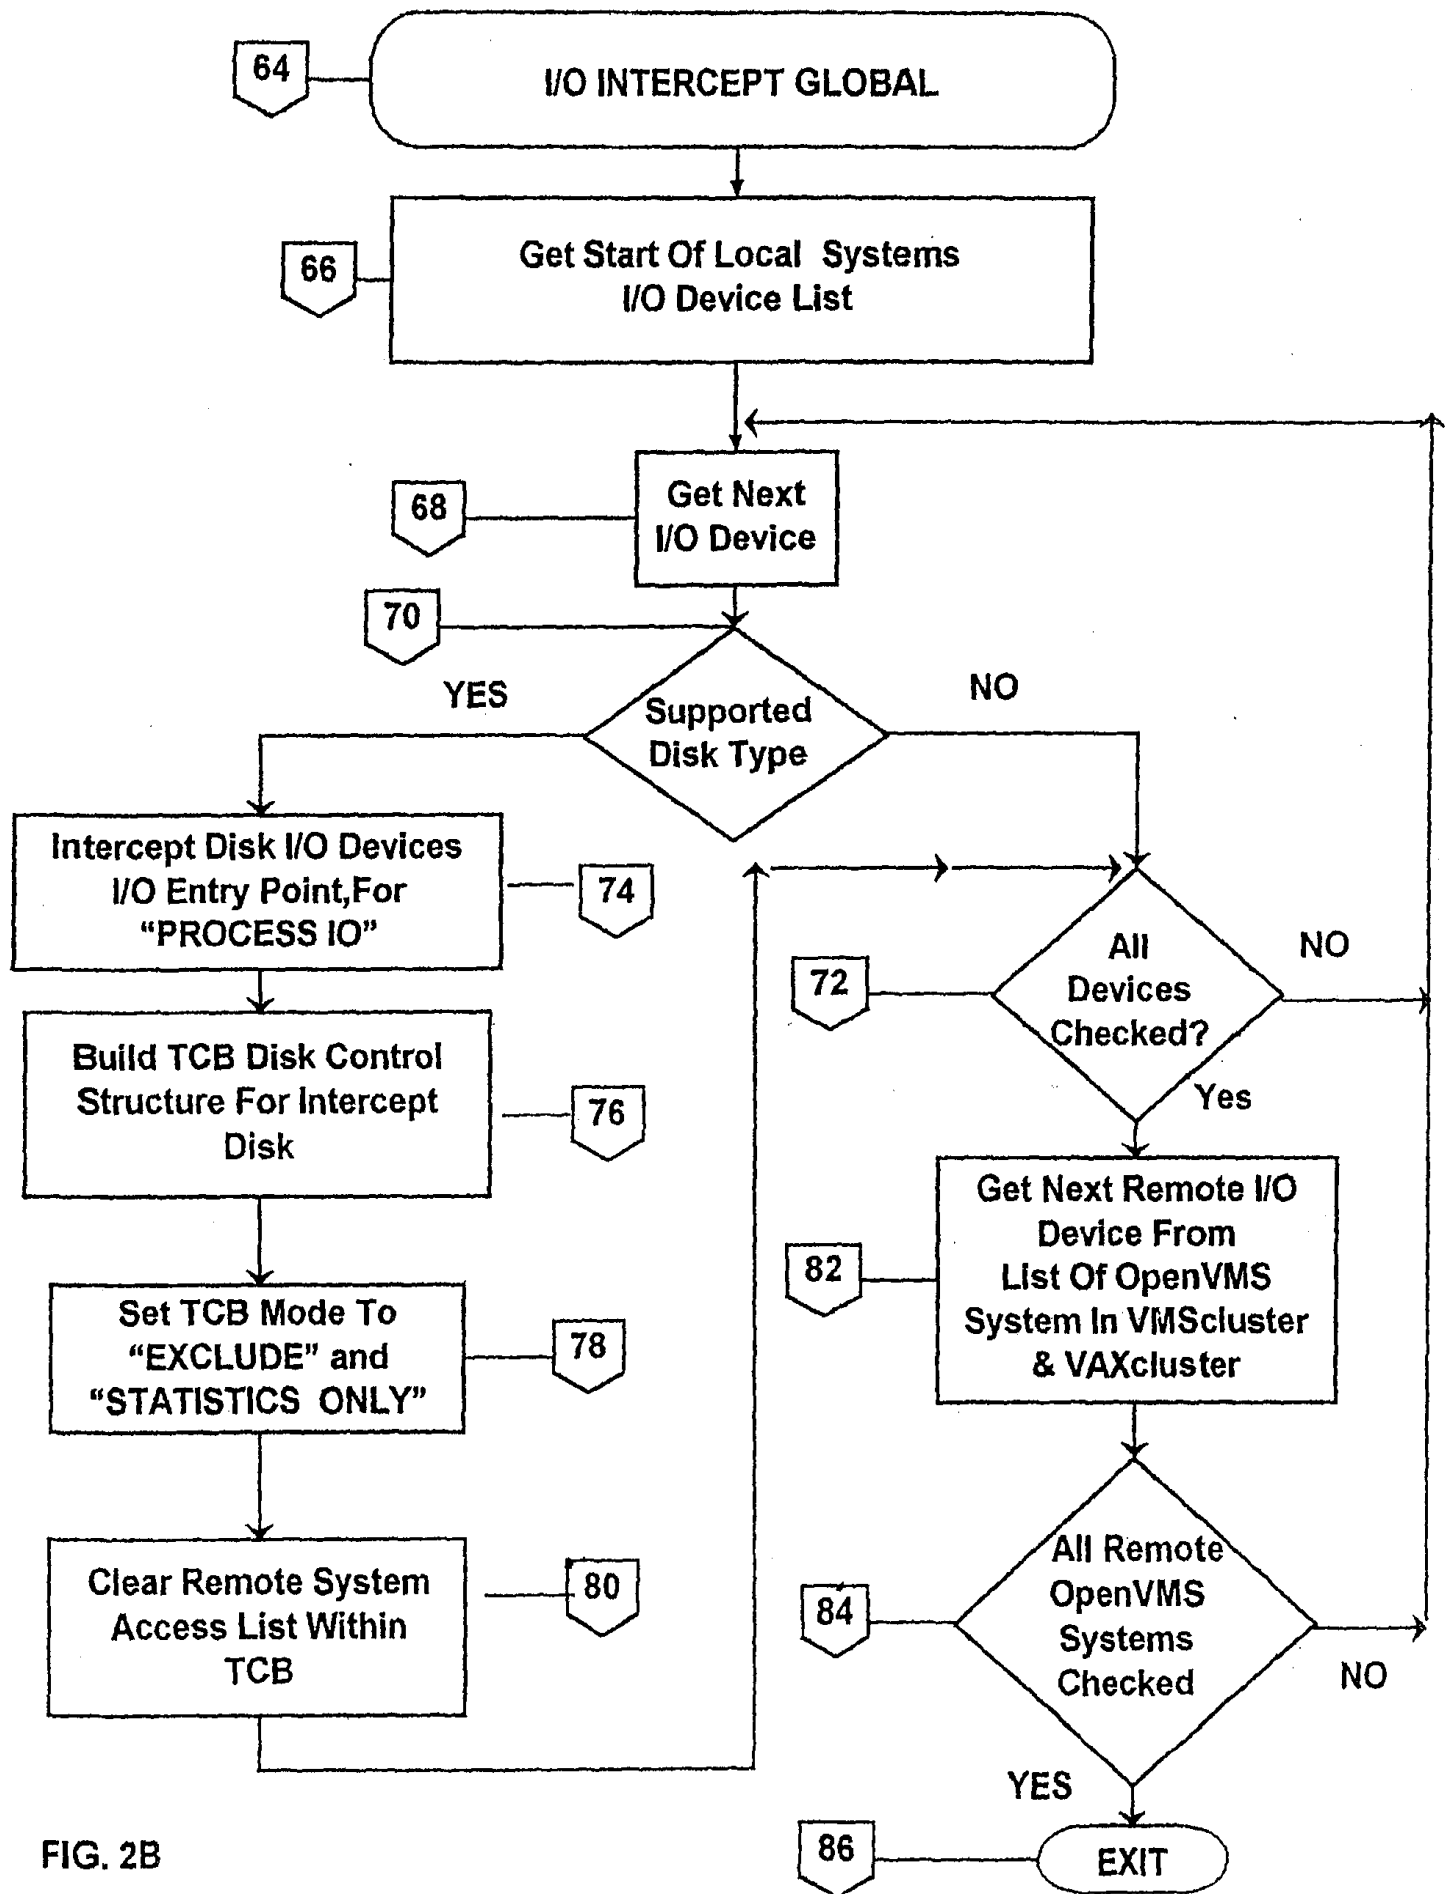 64
I/O INTERCEPT GLOBAL
66
Get Start Of Local Systems
I/O Device List
68
Get Next
I/O Device
70
YES
NO
Supported
Disk Type
Intercept Disk I/O Devices
I/O Entry Point,For
“PROCESS IO”
74
72
All
Devices
Checked?
NO
Yes
Build TCB Disk Control
Structure For Intercept
Disk
76
82
Get Next Remote I/O
Device From
List Of OpenVMS
System In VMScluster
& VAXcluster
Set TCB Mode To
“EXCLUDE” and
“STATISTICS ONLY”
78
Clear Remote System
Access List Within
TCB
80
84
All Remote
OpenVMS
Systems
Checked
NO
YES
86
EXIT
FIG. 2B